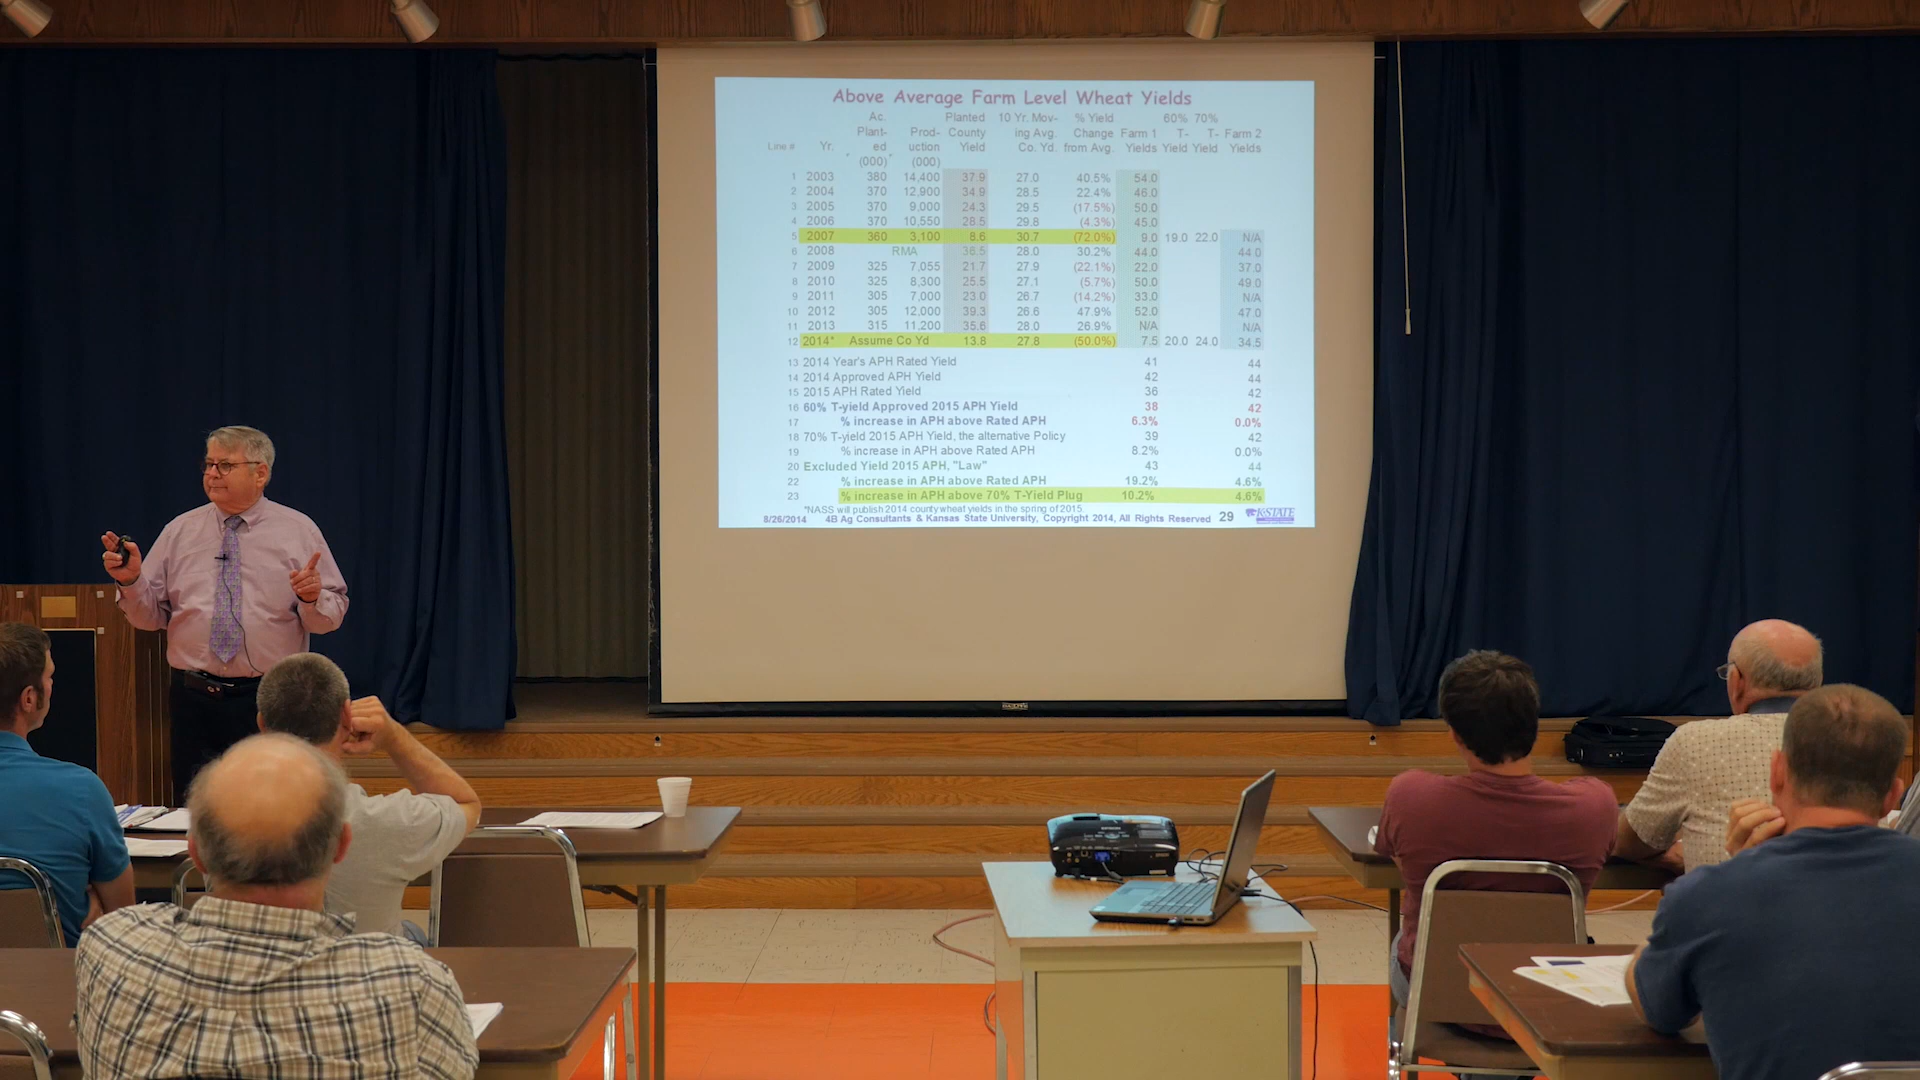 Above Average Farm Level Wheat Yields
Ac. Planted 10 Yr. Mov- % Yield 60% 70%
Plant- Prod- County ing Avg. Change Farm 1 T- T- Farm 2
Line # Yr. ed uction Yield Co. Yd. from Avg. Yields Yield Yield Yields
(000) (000)
1 2003 380 14,400 37.9 27.0 40.5% 54.0
2 2004 370 12,900 34.9 28.5 22.4% 46.0
3 2005 370 9,000 24.3 29.5 (17.5%) 50.0
4 2006 370 10,550 28.5 29.8 (4.3%) 45.0
5 2007 360 3,100 8.6 30.7 (72.0%) 9.0 19.0 22.0 N/A
6 2008 RMA 36.5 28.0 30.2% 44.0 44.0
7 2009 325 7,055 21.7 27.9 (22.1%) 22.0 37.0
8 2010 325 8,300 25.5 27.1 (5.7%) 50.0 49.0
9 2011 305 7,000 23.0 26.7 (14.2%) 33.0 N/A
10 2012 305 12,000 39.3 26.6 47.9% 52.0 47.0
11 2013 315 11,200 35.6 28.0 26.9% N/A N/A
12 2014* Assume Co Yd 13.8 27.8 (50.0%) 7.5 20.0 24.0 34.5
13 2014 Year's APH Rated Yield 41 44
14 2014 Approved APH Yield 42 44
15 2015 APH Rated Yield 36 42
16 60% T-yield Approved 2015 APH Yield 38 42
17 % increase in APH above Rated APH 6.3% 0.0%
18 70% T-yield 2015 APH Yield, the alternative Policy 39 42
19 % increase in APH above Rated APH 8.2% 0.0%
20 Excluded Yield 2015 APH, "Law" 43 44
22 % increase in APH above Rated APH 19.2% 4.6%
23 % increase in APH above 70% T-Yield Plug 10.2% 4.6%
*NASS will publish 2014 county wheat yields in the spring of 2015.
8/26/2014 4B Ag Consultants & Kansas State University, Copyright 2014, All Rights Reserved 29 K-STATE